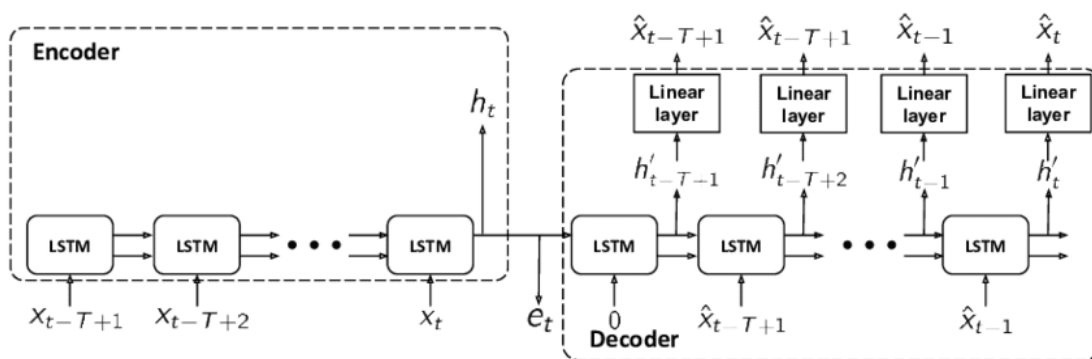 Encoder
x̂_{t−T+1} x̂_{t−T+1} x̂_{t−1} x̂_t
Linear layer Linear layer Linear layer Linear layer
h_t
h′_{t−T+1} h′_{t−T+2} h′_{t−1} h′_t
LSTM LSTM • • • LSTM LSTM LSTM • • • LSTM
x_{t−T+1} x_{t−T+2} x_t e_t 0 x̂_{t−T+1} x̂_{t−1}
Decoder